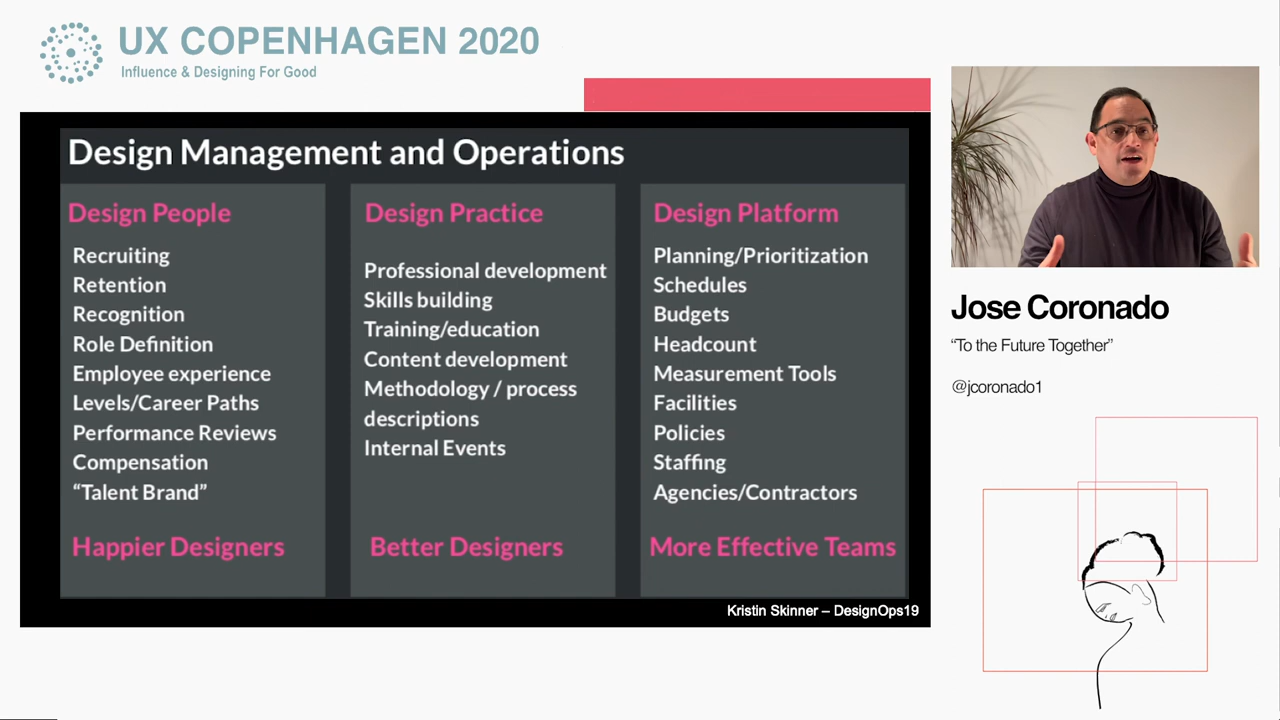 UX COPENHAGEN 2020
Influence & Designing For Good
Design Management and Operations
Design People
Recruiting
Retention
Recognition
Role Definition
Employee experience
Levels/Career Paths
Performance Reviews
Compensation
“Talent Brand”
Happier Designers
Design Practice
Professional development
Skills building
Training/education
Content development
Methodology / process
descriptions
Internal Events
Better Designers
Design Platform
Planning/Prioritization
Schedules
Budgets
Headcount
Measurement Tools
Facilities
Policies
Staffing
Agencies/Contractors
More Effective Teams
Kristin Skinner – DesignOps19
Jose Coronado
“To the Future Together”
@jcoronado1